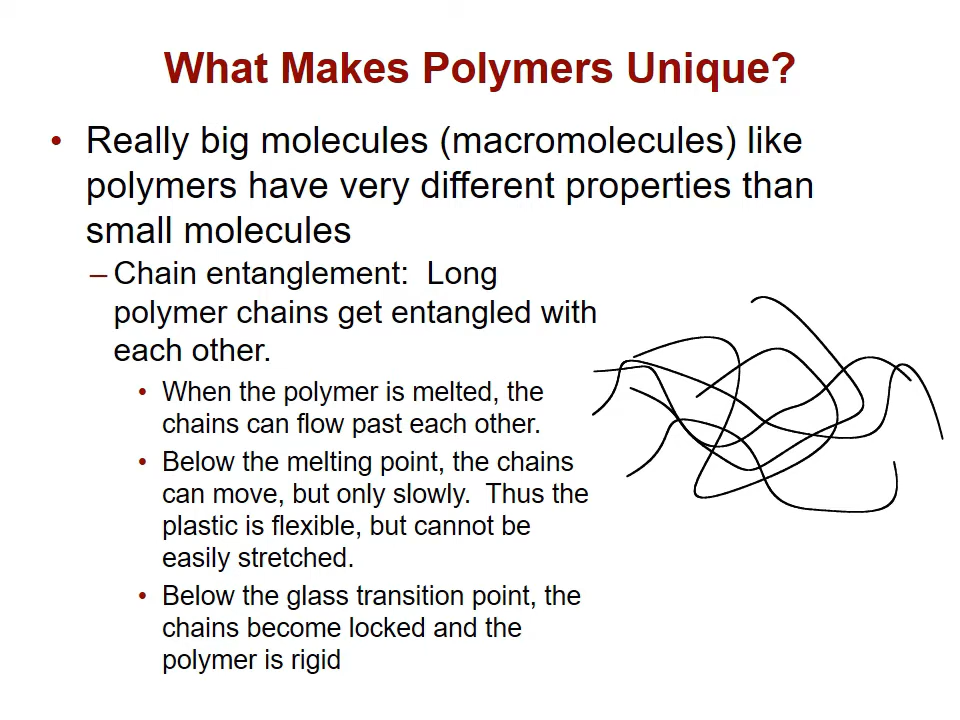 What Makes Polymers Unique?
• Really big molecules (macromolecules) like
polymers have very different properties than
small molecules
– Chain entanglement:  Long
polymer chains get entangled with
each other.
• When the polymer is melted, the
chains can flow past each other.
• Below the melting point, the chains
can move, but only slowly.  Thus the
plastic is flexible, but cannot be
easily stretched.
• Below the glass transition point, the
chains become locked and the
polymer is rigid